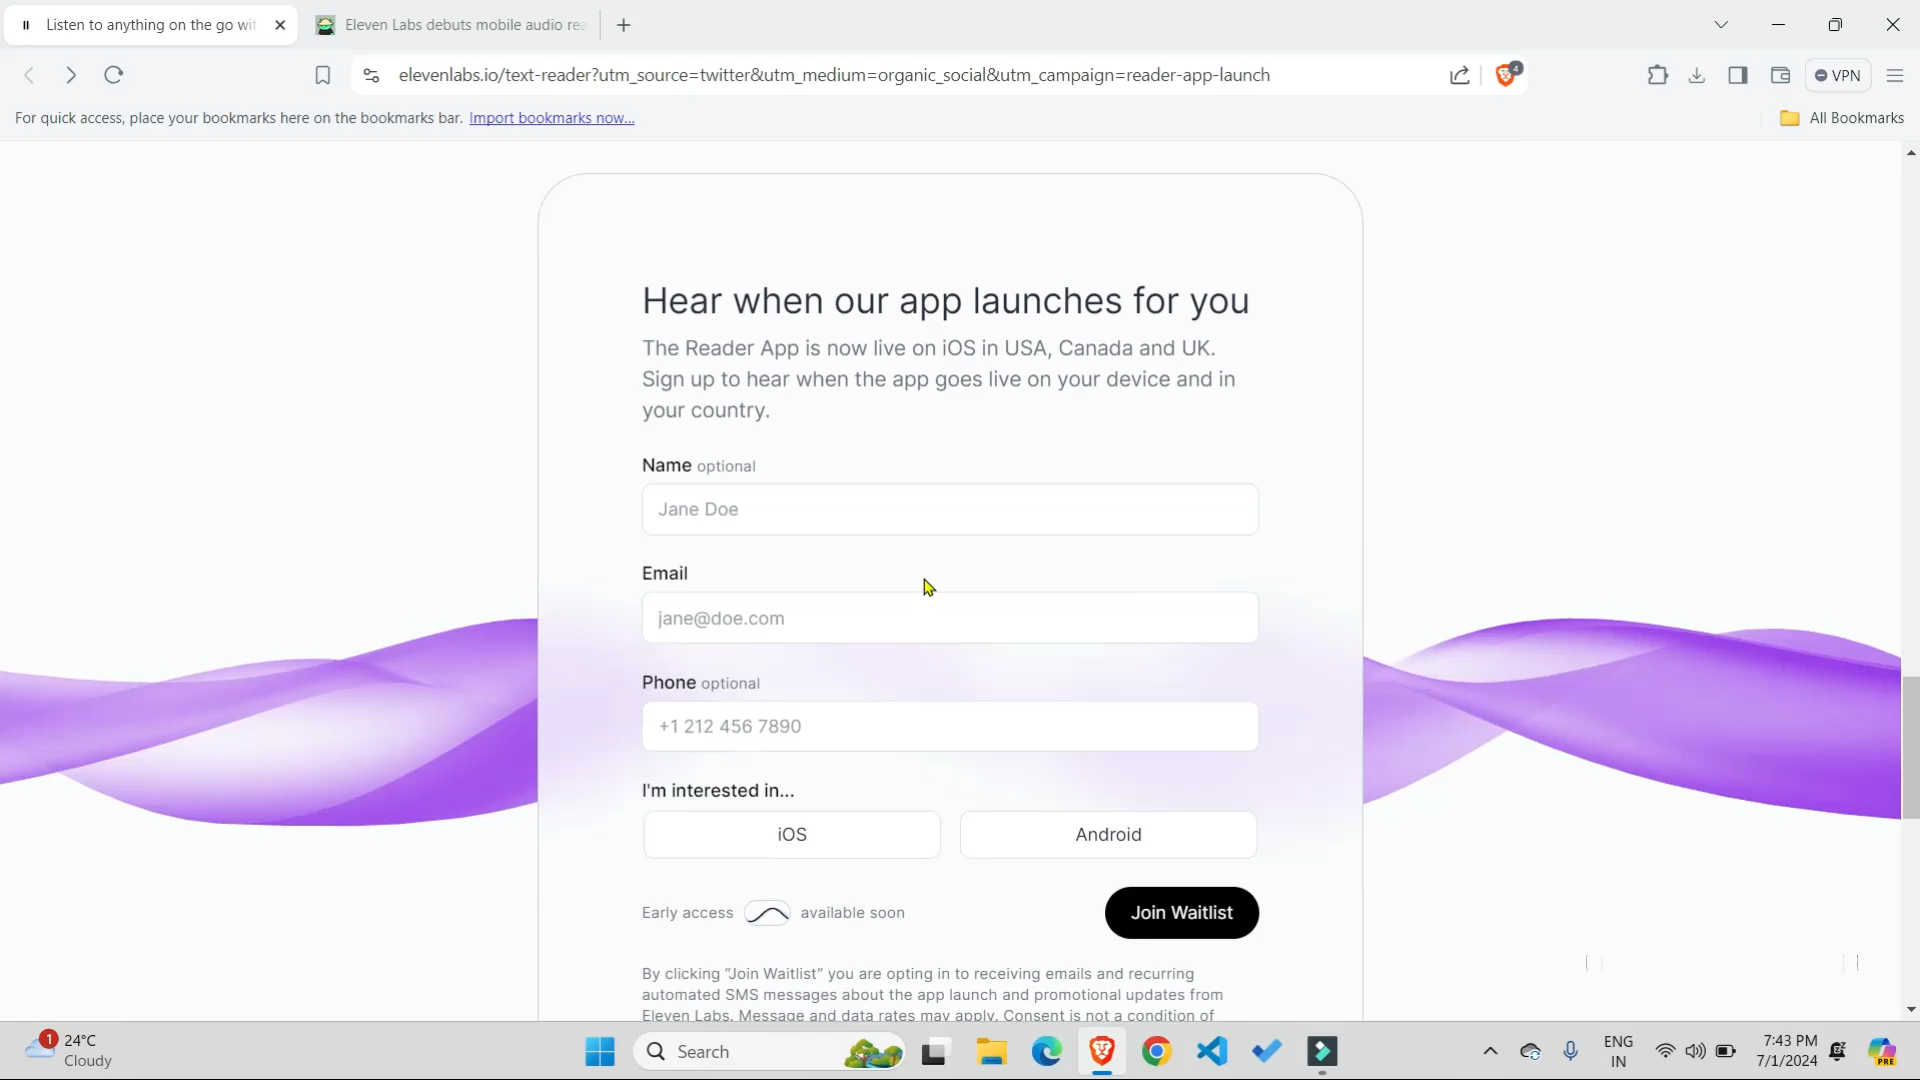 Listen to anything on the go wit
Eleven Labs debuts mobile audio rea
elevenlabs.io/text-reader?utm_source=twitter&utm_medium=organic_social&utm_campaign=reader-app-launch
4
VPN
For quick access, place your bookmarks here on the bookmarks bar. Import bookmarks now...
All Bookmarks
Hear when our app launches for you
The Reader App is now live on iOS in USA, Canada and UK.
Sign up to hear when the app goes live on your device and in
your country.
Name optional
Jane Doe
Email
jane@doe.com
Phone optional
+1 212 456 7890
I'm interested in...
iOS
Android
Early access
available soon
Join Waitlist
By clicking “Join Waitlist” you are opting in to receiving emails and recurring
automated SMS messages about the app launch and promotional updates from
Eleven Labs. Message and data rates may apply. Consent is not a condition of
1
24°C
Cloudy
Search
ENG
IN
7:43 PM
7/1/2024
PRE